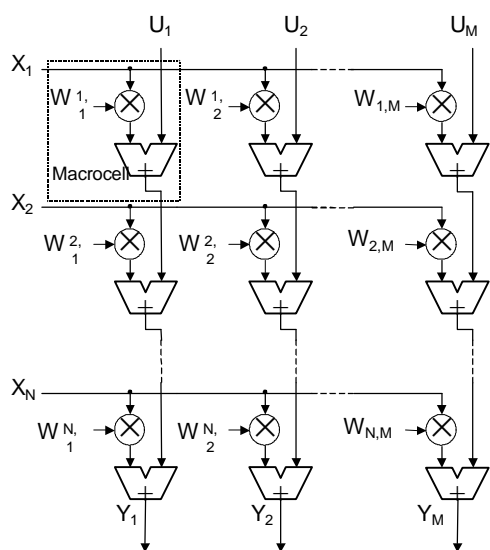 U1 U2 UM
X1
W1,1 W1,2 W1,M
Macrocell
+ + +
X2
W2,1 W2,2 W2,M
+ + +
XN
WN,1 WN,2 WN,M
+ + +
Y1 Y2 YM